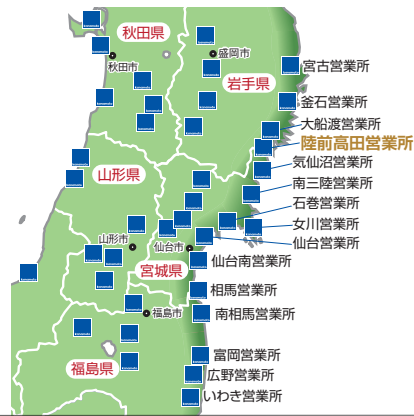 秋田県
秋田市
盛岡市
岩手県
宮古営業所
釜石営業所
大船渡営業所
陸前高田営業所
気仙沼営業所
南三陸営業所
石巻営業所
女川営業所
仙台営業所
山形県
山形市
仙台市
宮城県
仙台南営業所
相馬営業所
南相馬営業所
福島市
福島県
富岡営業所
広野営業所
いわき営業所